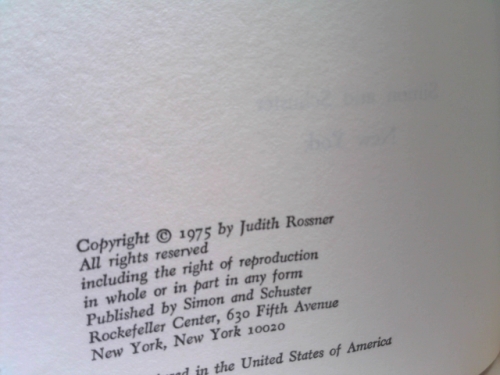 Copyright © 1975 by Judith Rossner
All rights reserved
including the right of reproduction
in whole or in part in any form
Published by Simon and Schuster
Rockefeller Center, 630 Fifth Avenue
New York, New York 10020
in the United States of America